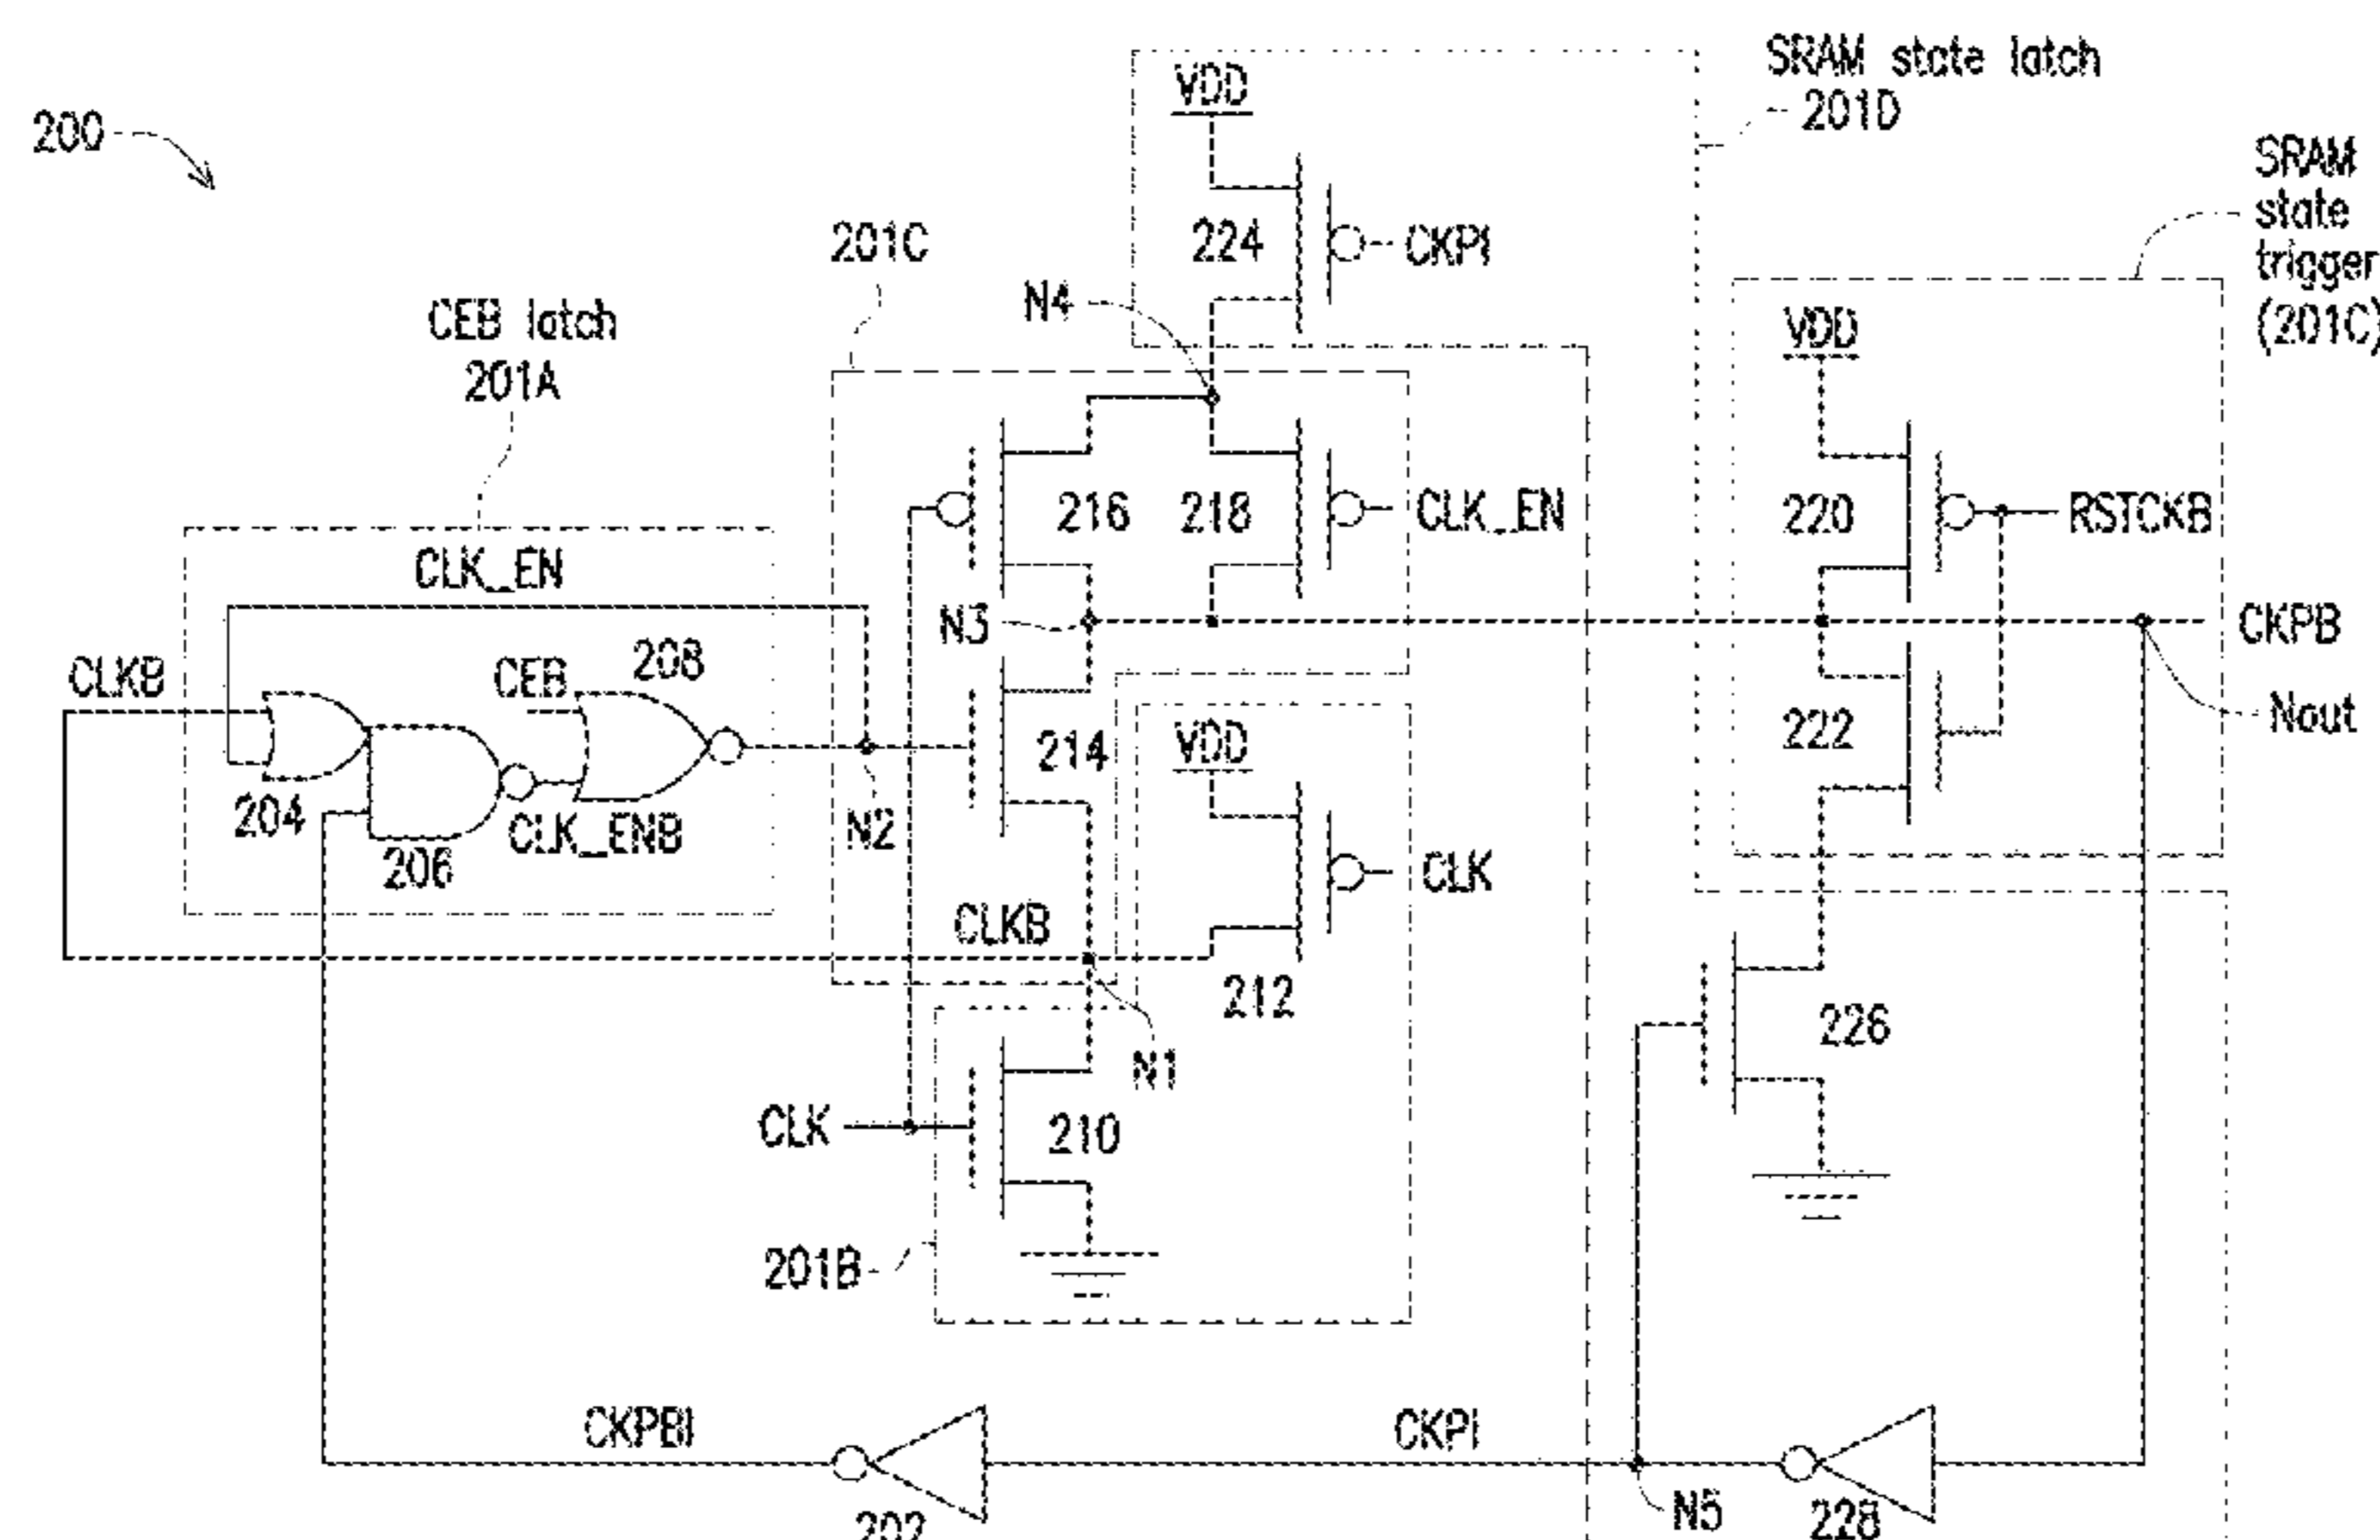 SRAM state latch
201D
VDD
200
SRAM
state
trigger
(201C)
201C
224
CKPI
N4
VDD
CEB latch
201A
216
218
CLK_EN
220
RSTCKB
CLK_EN
N3
CKPB
208
CLKB
CEB
Nout
214
VDD
222
204
CLK_ENB
N2
206
CLK
CLKB
212
226
N1
CLK
210
201B
CKPBI
CKPI
N5
202
228